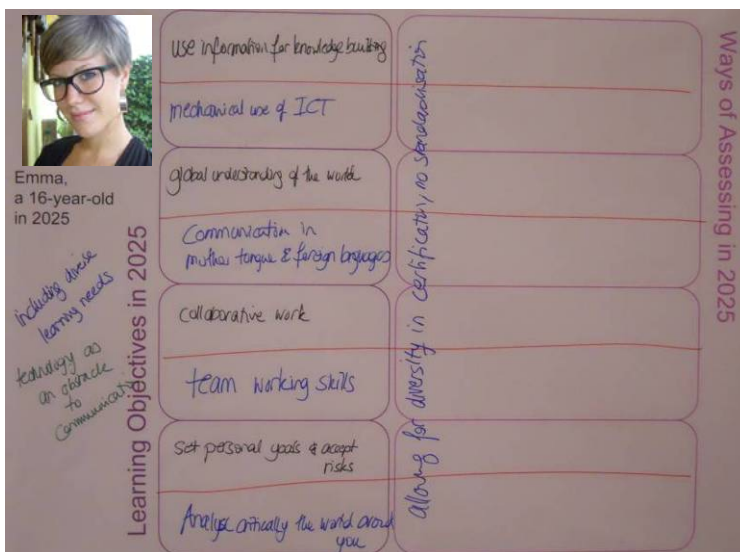 Emma,
a 16-year-old
in 2025
including diverse
learning needs
technology as
an obstacle
to
communication
Learning Objectives in 2025
use information for knowledge building
mechanical use of ICT
global understanding of the world
Communication in
mother tongue & foreign languages
collaborative work
team working skills
Set personal goals & accept
risks
Analyse critically the world around
you
allowing for diversity in certificating no standardisation
Ways of Assessing in 2025